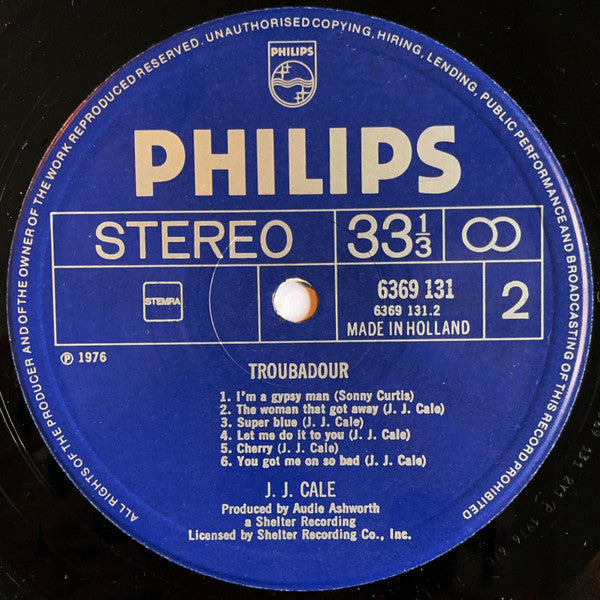 ALL RIGHTS OF THE PRODUCER AND OF THE OWNER OF THE WORK REPRODUCED RESERVED. UNAUTHORISED COPYING, HIRING, LENDING, PUBLIC PERFORMANCE AND BROADCASTING OF THIS RECORD PROHIBITED
PHILIPS
PHILIPS
STEREO 33 1/3
STEMRA
6369 131
6369 131.2
MADE IN HOLLAND
2
℗ 1976
TROUBADOUR
1. I'm a gypsy man (Sonny Curtis)
2. The woman that got away (J. J. Cale)
3. Super blue (J. J. Cale)
4. Let me do it to you (J. J. Cale)
5. Cherry (J. J. Cale)
6. You got me on so bad (J. J. Cale)
J. J. CALE
Produced by Audie Ashworth
a Shelter Recording
Licensed by Shelter Recording Co., Inc.